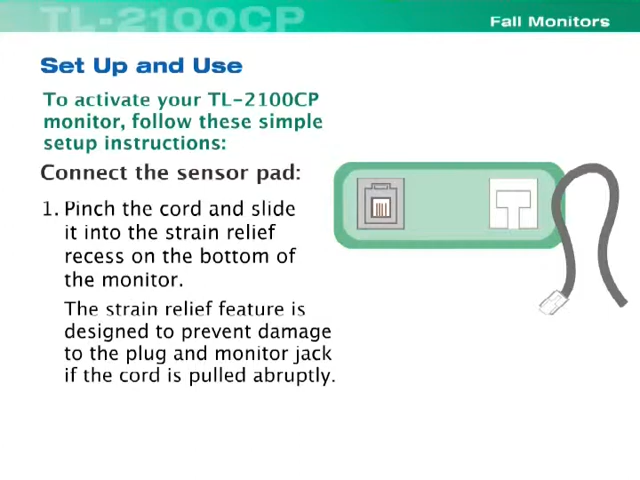 TL-2100CP
Fall Monitors
Set Up and Use
To activate your TL-2100CP
monitor, follow these simple
setup instructions:
Connect the sensor pad:
1. Pinch the cord and slide
it into the strain relief
recess on the bottom of
the monitor.
The strain relief feature is
designed to prevent damage
to the plug and monitor jack
if the cord is pulled abruptly.